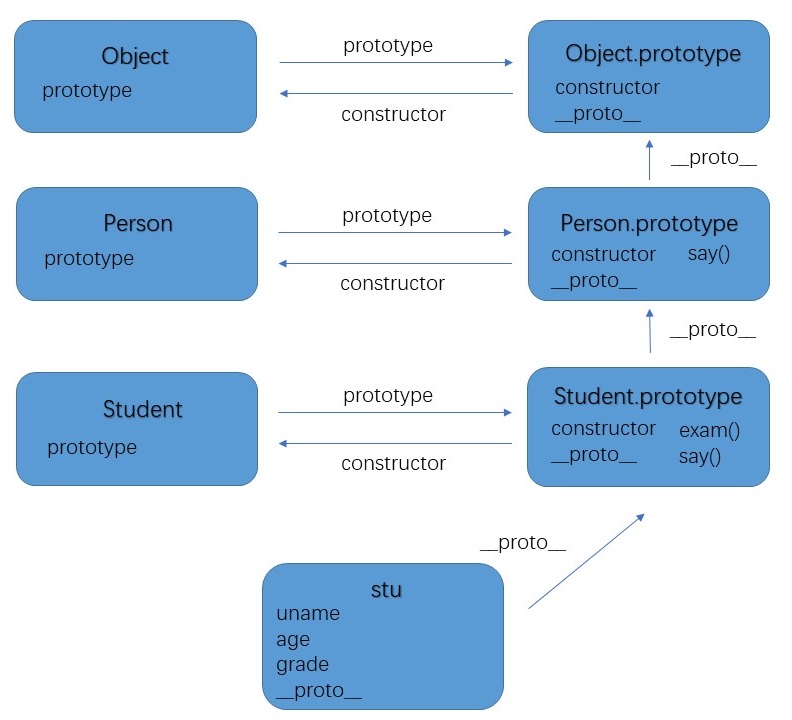 Object
prototype
prototype
constructor
Object.prototype
constructor
__proto__
__proto__
Person
prototype
prototype
constructor
Person.prototype
constructor say()
__proto__
__proto__
Student
prototype
prototype
constructor
Student.prototype
constructor exam()
__proto__ say()
__proto__
stu
uname
age
grade
__proto__